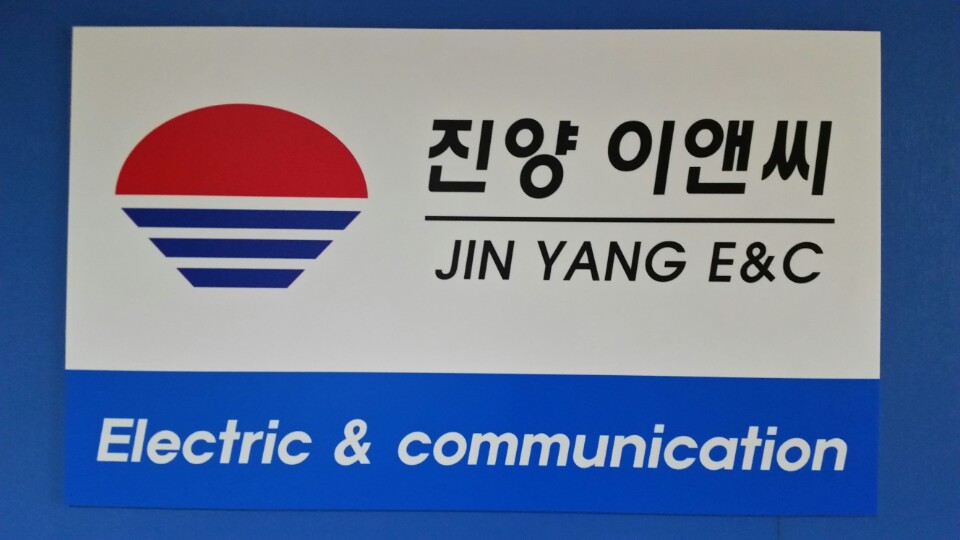 진양 이앤씨
JIN YANG E&C
Electric & communication